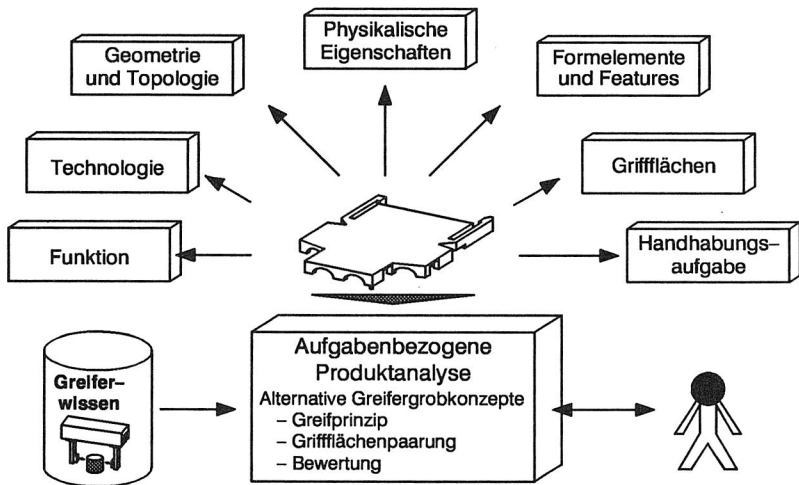 Physikalische
Eigenschaften
Geometrie
und Topologie
Formelemente
und Features
Technologie
Griffflächen
Funktion
Handhabungs–
aufgabe
Greifer–
wissen
Aufgabenbezogene
Produktanalyse
Alternative Greifergrobkonzepte
– Greifprinzip
– Griffflächenpaarung
– Bewertung